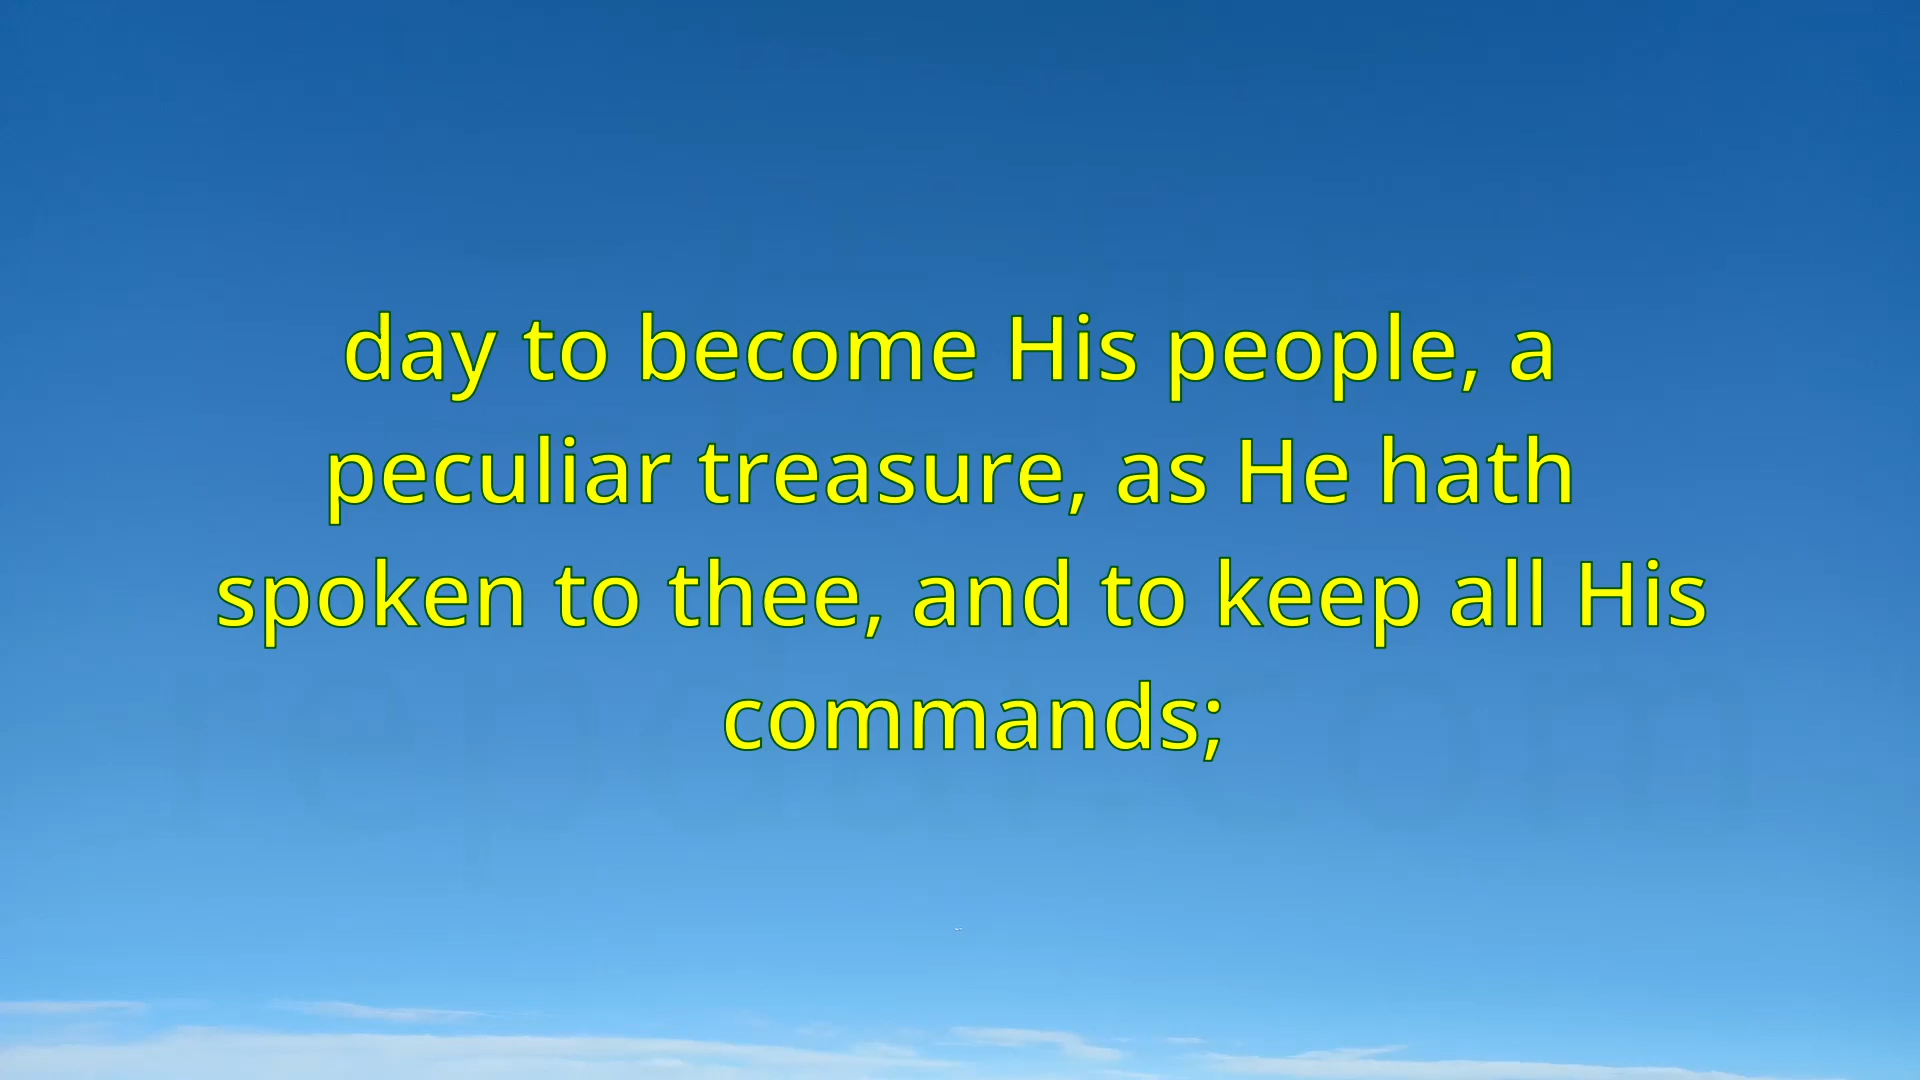 day to become His people, a
peculiar treasure, as He hath
spoken to thee, and to keep all His
commands;